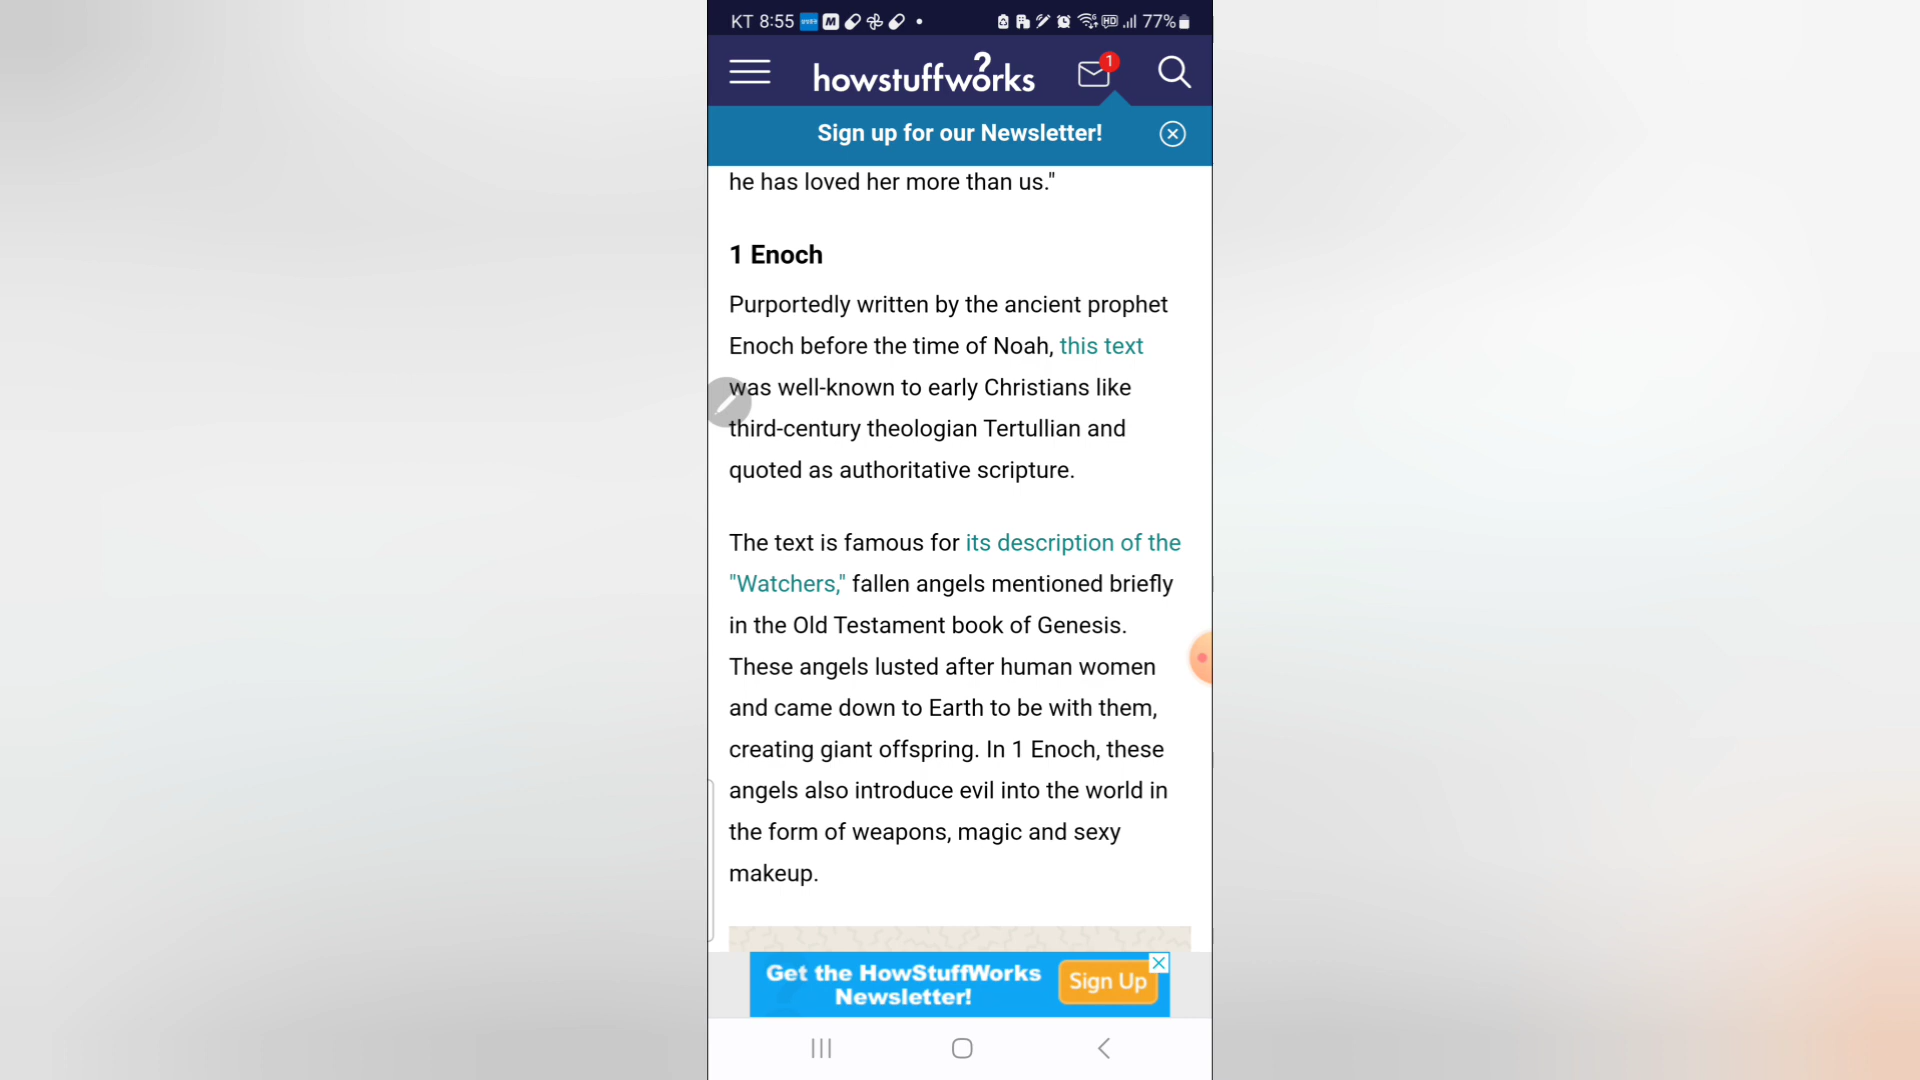 KT 8:55
77%
howstuffworks
1
Sign up for our Newsletter!
he has loved her more than us."
1 Enoch
Purportedly written by the ancient prophet
Enoch before the time of Noah, this text
was well-known to early Christians like
third-century theologian Tertullian and
quoted as authoritative scripture.
The text is famous for its description of the
"Watchers," fallen angels mentioned briefly
in the Old Testament book of Genesis.
These angels lusted after human women
and came down to Earth to be with them,
creating giant offspring. In 1 Enoch, these
angels also introduce evil into the world in
the form of weapons, magic and sexy
makeup.
Get the HowStuffWorks
Newsletter!
Sign Up